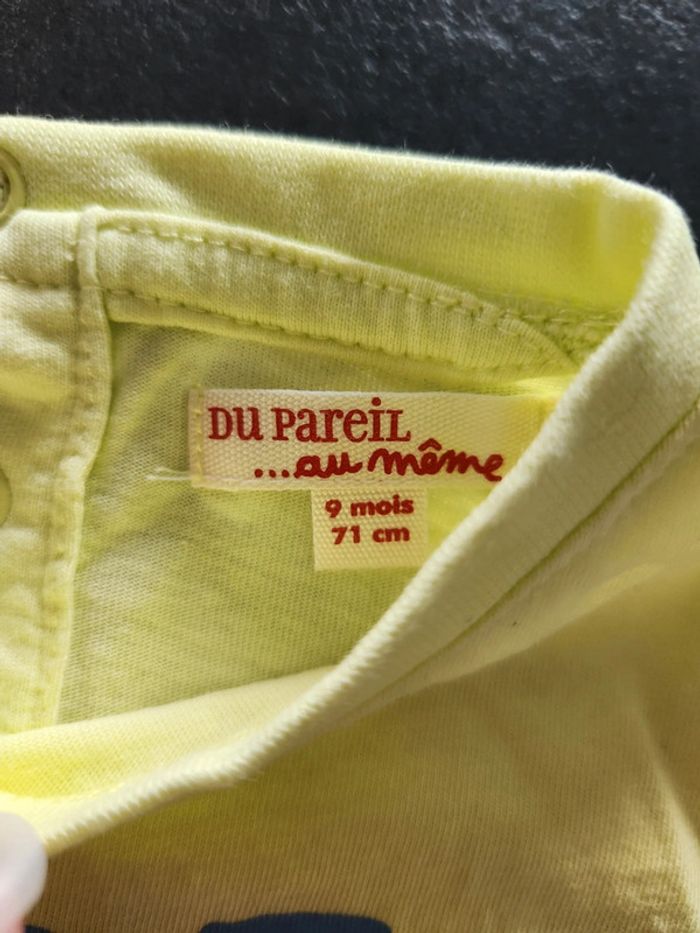 Du Pareil
...au même
9 mois
71 cm